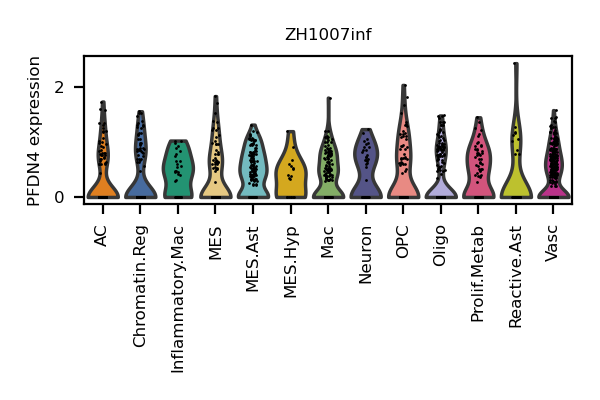 ZH1007inf
PFDN4 expression
2
0
AC
Chromatin.Reg
Inflammatory.Mac
MES
MES.Ast
MES.Hyp
Mac
Neuron
OPC
Oligo
Prolif.Metab
Reactive.Ast
Vasc